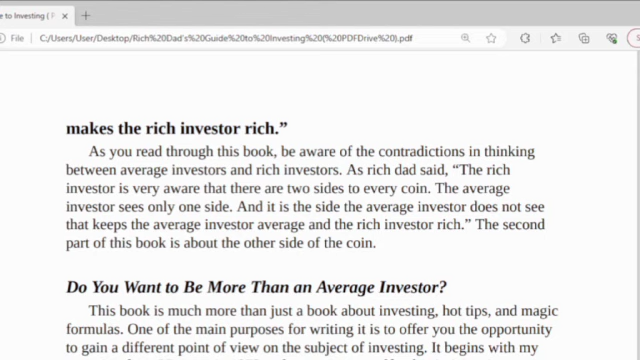 e to Investing ( P
File
C:/Users/User/Desktop/Rich%20Dad's%20Guide%20to%20Investing%20(%20PDFDrive%20).pdf
makes the rich investor rich.”
As you read through this book, be aware of the contradictions in thinking
between average investors and rich investors. As rich dad said, “The rich
investor is very aware that there are two sides to every coin. The average
investor sees only one side. And it is the side the average investor does not see
that keeps the average investor average and the rich investor rich.” The second
part of this book is about the other side of the coin.
Do You Want to Be More Than an Average Investor?
This book is much more than just a book about investing, hot tips, and magic
formulas. One of the main purposes for writing it is to offer you the opportunity
to gain a different point of view on the subject of investing. It begins with my